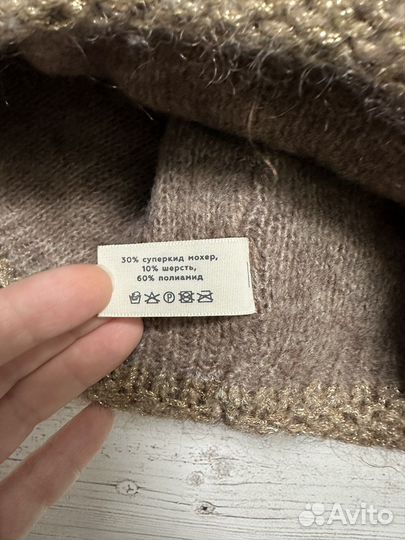 30% суперкид мохер,
10% шерсть,
60% полиамид
Avito